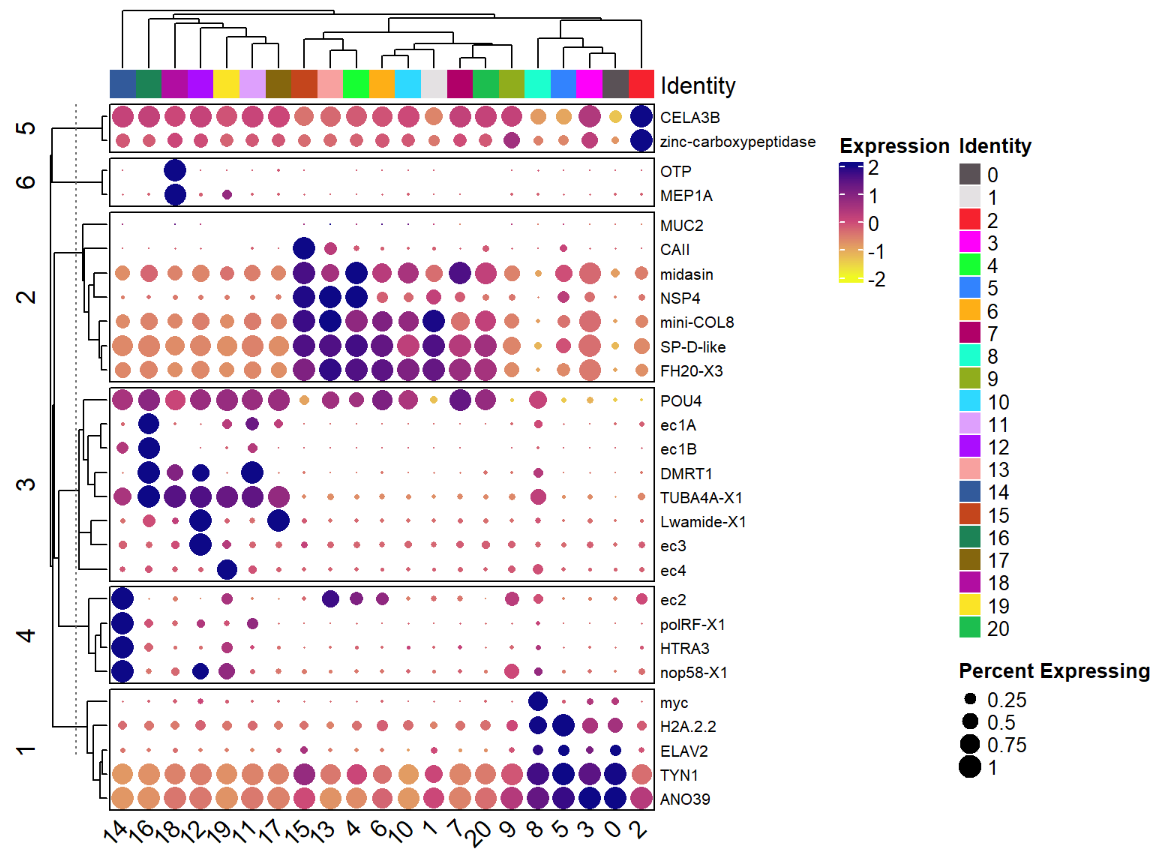 Identity
5
CELA3B
zinc-carboxypeptidase
6
OTP
MEP1A
2
MUC2
CAII
midasin
NSP4
mini-COL8
SP-D-like
FH20-X3
3
POU4
ec1A
ec1B
DMRT1
TUBA4A-X1
Lwamide-X1
ec3
ec4
4
ec2
polRF-X1
HTRA3
nop58-X1
1
myc
H2A.2.2
ELAV2
TYN1
ANO39
14 16 18 12 19 11 17 15 13 4 6 10 1 7 20 9 8 5 3 0 2
Expression
2
1
0
-1
-2
Identity
0
1
2
3
4
5
6
7
8
9
10
11
12
13
14
15
16
17
18
19
20
Percent Expressing
0.25
0.5
0.75
1